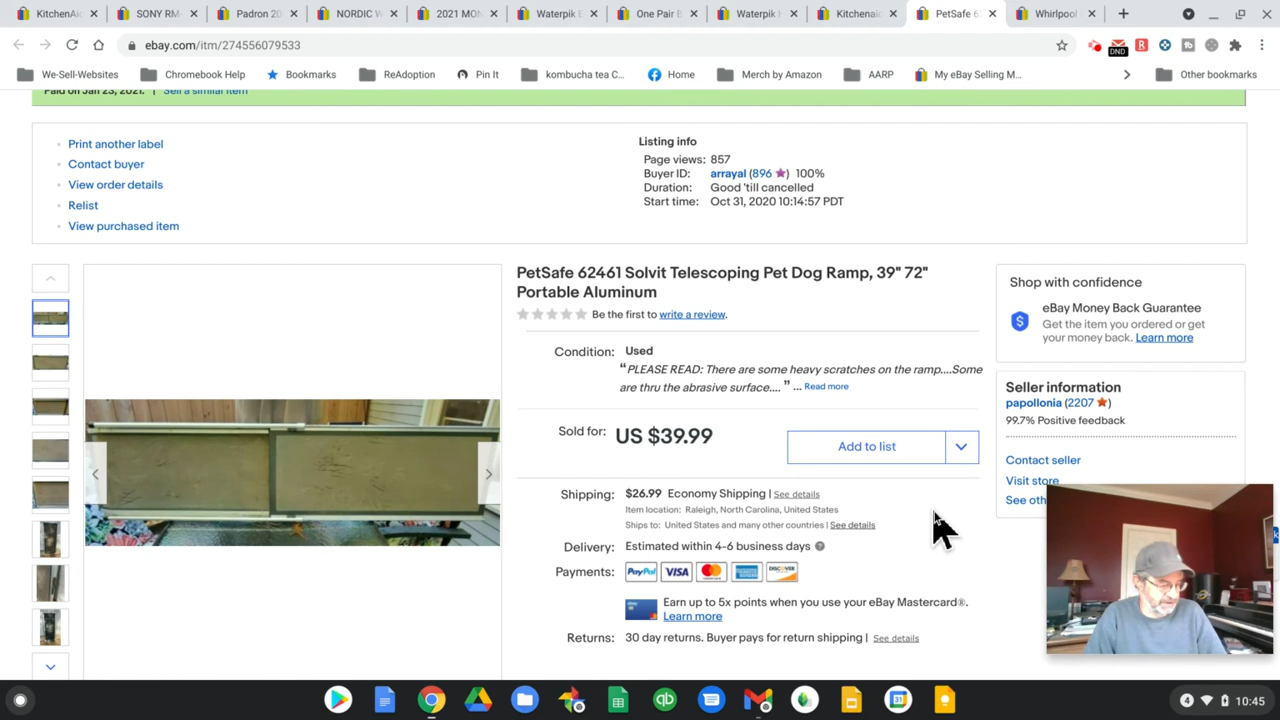 KitchenAi
SONY RM-
Padron 20
NORDIC W
2021 MON
Waterpik E
One Pair B
Waterpik H
Kitchenaid
PetSafe 6
Whirlpool
ebay.com/itm/274556079533
DND
We-Sell-Websites
Chromebook Help
Bookmarks
ReAdoption
Pin It
kombucha tea C...
Home
Merch by Amazon
AARP
My eBay Selling M...
Other bookmarks
Paid on Jan 23, 2021. | Sell a similar item
Print another label
Contact buyer
View order details
Relist
View purchased item
Listing info
Page views: 857
Buyer ID: arrayal (896 ) 100%
Duration: Good 'till cancelled
Start time: Oct 31, 2020 10:14:57 PDT
PetSafe 62461 Solvit Telescoping Pet Dog Ramp, 39" 72"
Portable Aluminum
Be the first to write a review.
Condition: Used
“PLEASE READ: There are some heavy scratches on the ramp....Some
are thru the abrasive surface.... ” ... Read more
Sold for: US $39.99
Add to list
Shipping: $26.99 Economy Shipping | See details
Item location: Raleigh, North Carolina, United States
Ships to: United States and many other countries | See details
Delivery: Estimated within 4-6 business days
Payments: PayPal VISA mastercard AMERICAN EXPRESS DISCOVER
Earn up to 5x points when you use your eBay Mastercard®.
Learn more
Returns: 30 day returns. Buyer pays for return shipping | See details
Shop with confidence
eBay Money Back Guarantee
Get the item you ordered or get
your money back. Learn more
Seller information
papollonia (2207 )
99.7% Positive feedback
Contact seller
Visit store
See oth
4
10:45